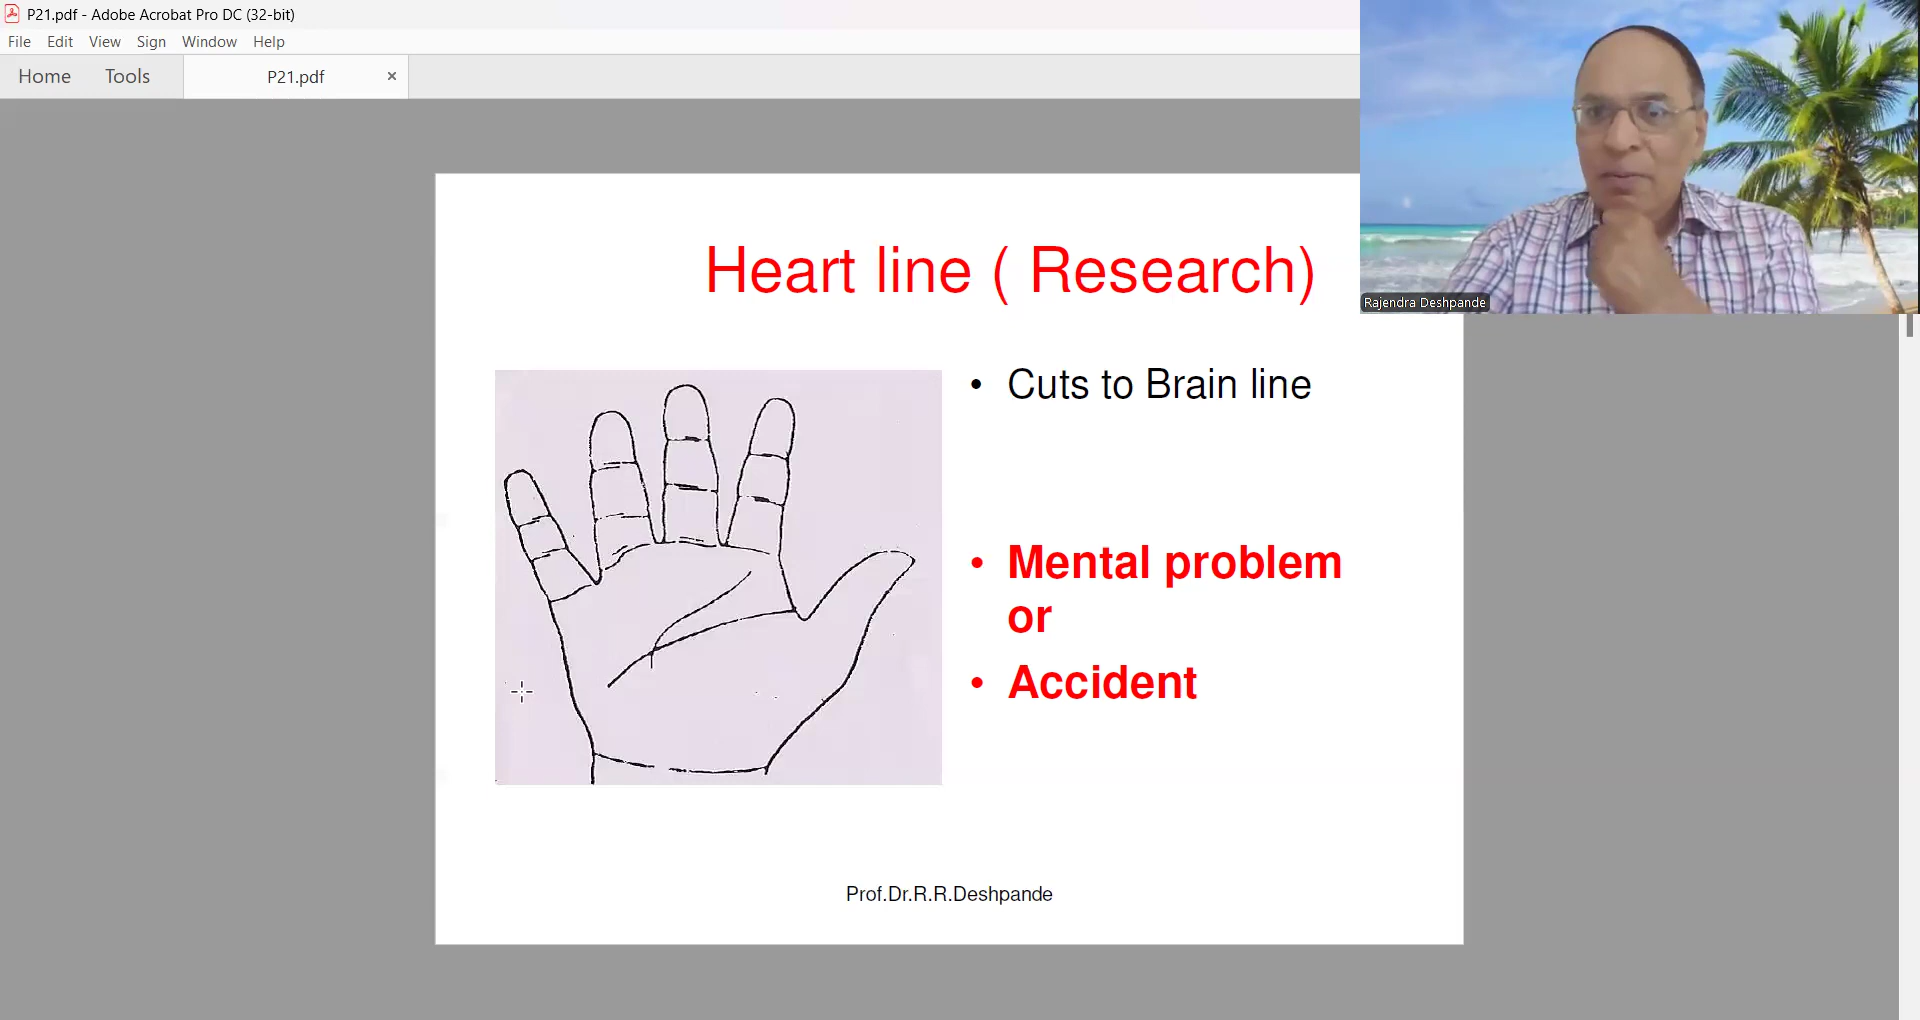 P21.pdf - Adobe Acrobat Pro DC (32-bit)
File Edit View Sign Window Help
Home Tools P21.pdf ×
Rajendra Deshpande
Heart line ( Research)
• Cuts to Brain line
• Mental problem
or
• Accident
Prof.Dr.R.R.Deshpande